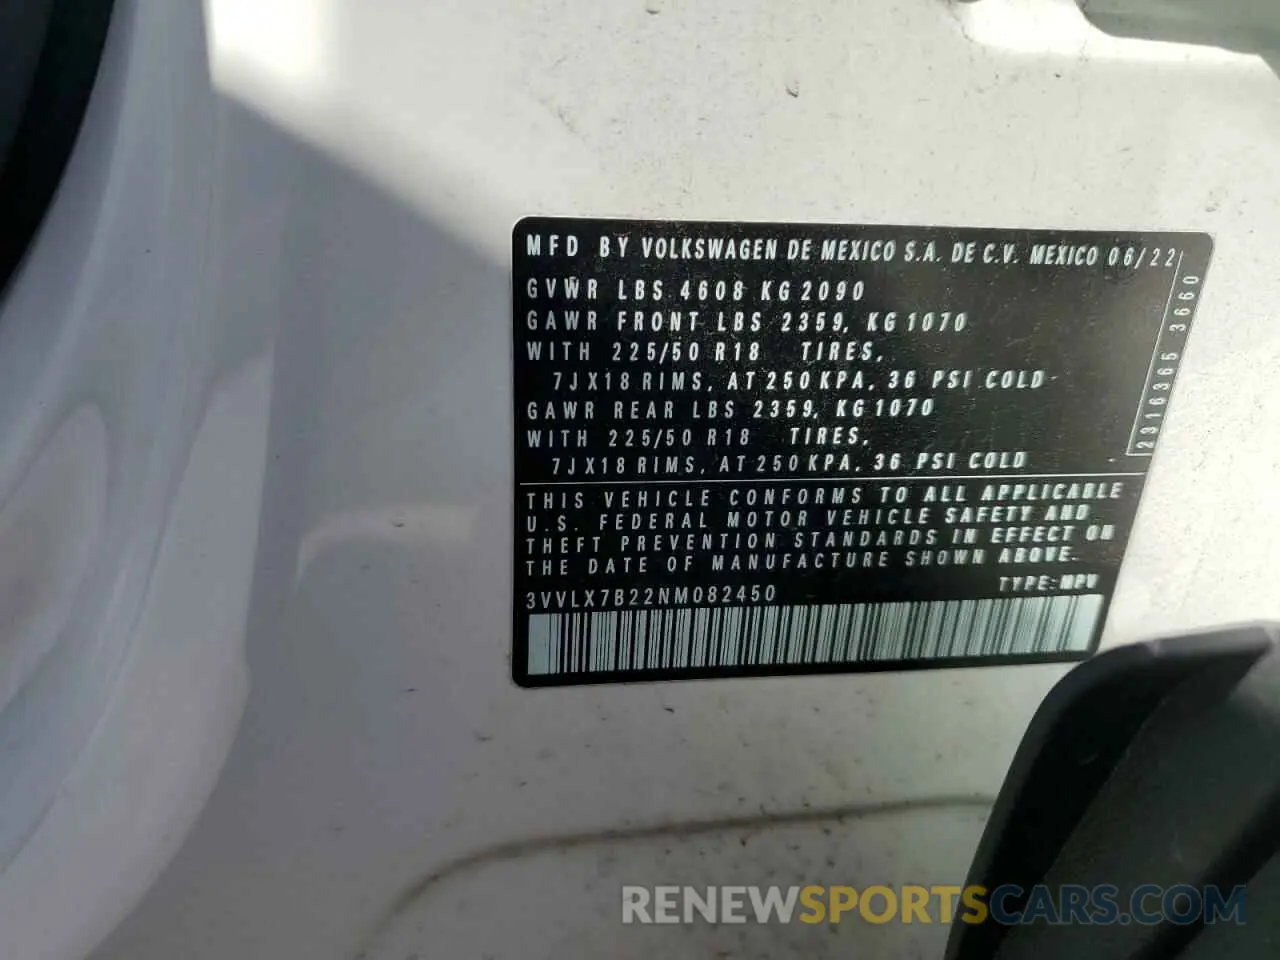 MFD BY VOLKSWAGEN DE MEXICO S.A. DE C.V. MEXICO 06/22
GVWR LBS 4608 KG 2090
GAWR FRONT LBS 2359, KG 1070
WITH 225/50 R18 TIRES,
7JX18 RIMS, AT 250 KPA, 36 PSI COLD
GAWR REAR LBS 2359, KG 1070
WITH 225/50 R18 TIRES,
7JX18 RIMS, AT 250 KPA, 36 PSI COLD
2316365 3660
THIS VEHICLE CONFORMS TO ALL APPLICABLE
U.S. FEDERAL MOTOR VEHICLE SAFETY AND
THEFT PREVENTION STANDARDS IN EFFECT ON
THE DATE OF MANUFACTURE SHOWN ABOVE.
TYPE: MPV
3VVLX7B22NM082450
RENEWSPORTSCARS.COM